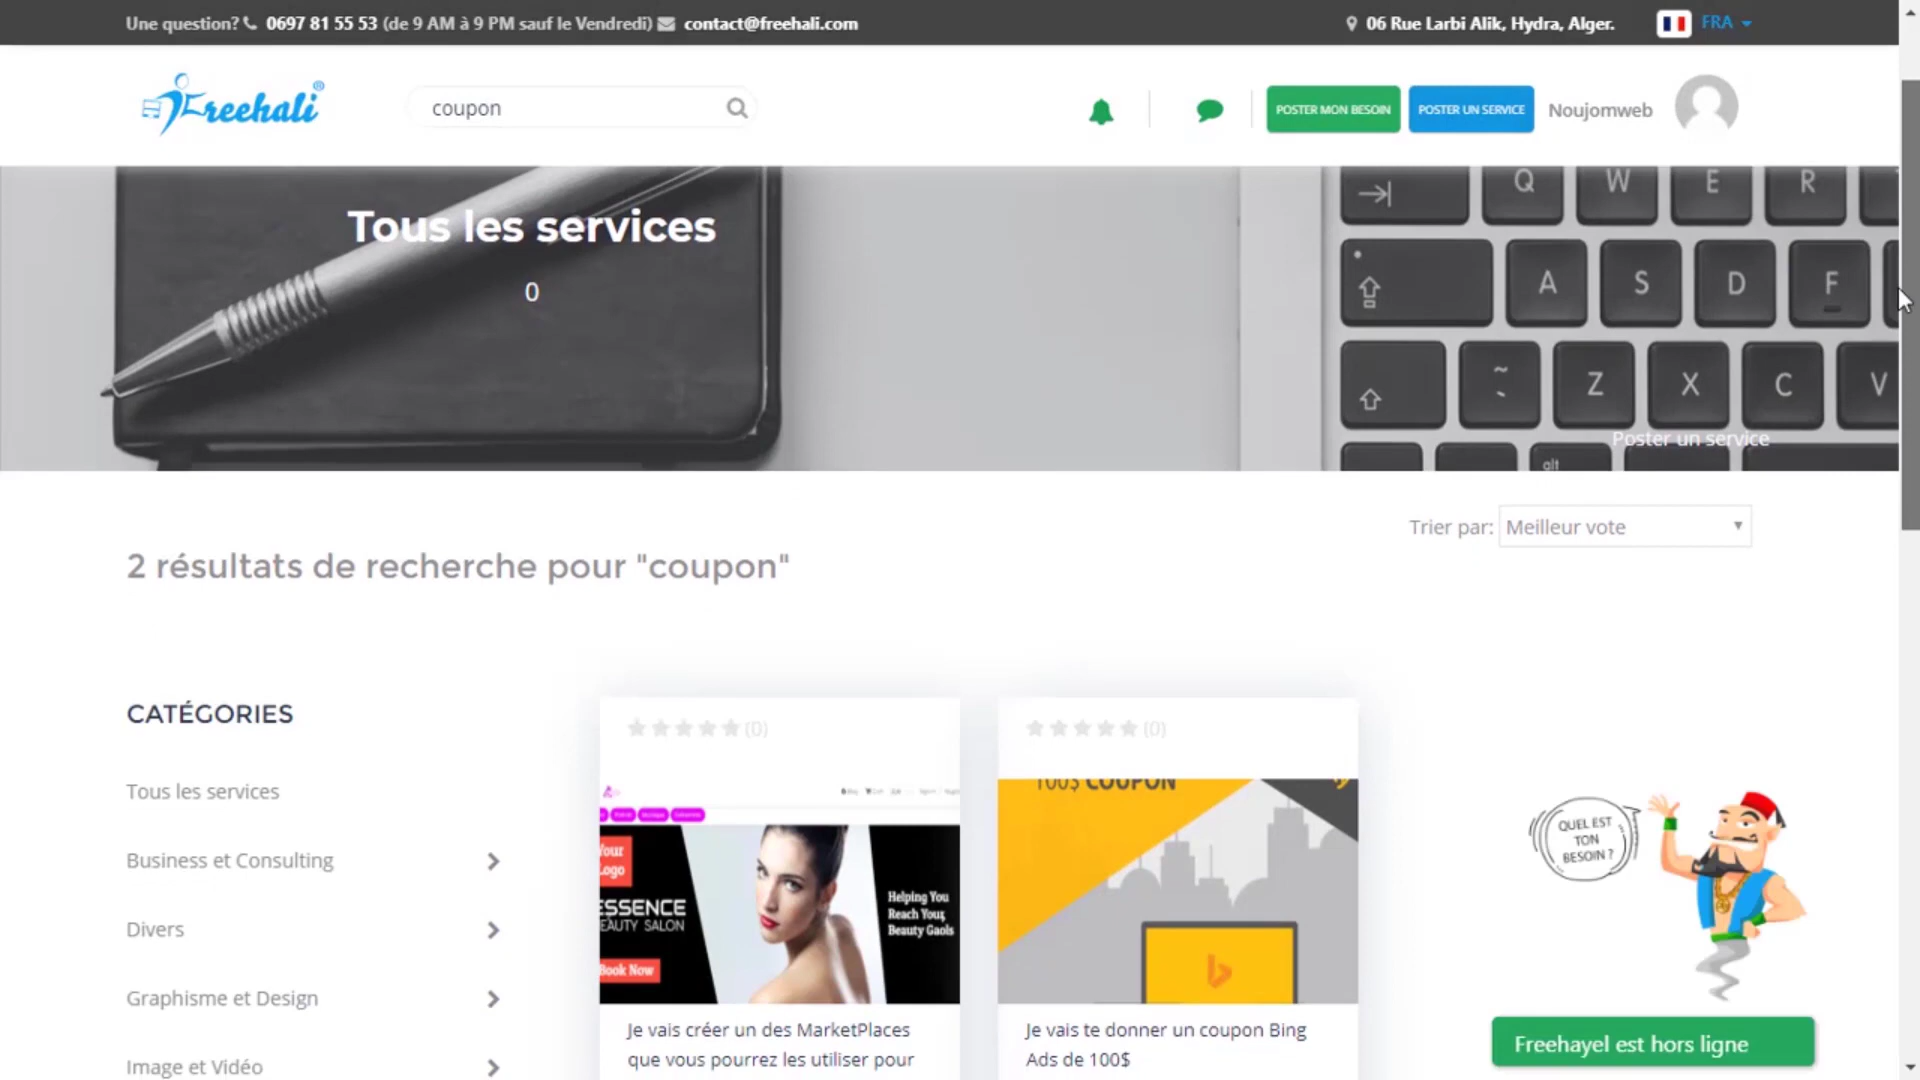 Une question? 0697 81 55 53 (de 9 AM à 9 PM sauf le Vendredi) contact@freehali.com
06 Rue Larbi Alik, Hydra, Alger.
FRA
Freehali®
coupon
POSTER MON BESOIN
POSTER UN SERVICE
Noujomweb
Tous les services
0
Q W E R
A S D F
~ Z X C V
alt
Poster un service
Trier par: Meilleur vote
2 résultats de recherche pour "coupon"
CATÉGORIES
Tous les services
Business et Consulting
Divers
Graphisme et Design
Image et Vidéo
(0)
Your
Logo
ESSENCE
BEAUTY SALON
Book Now
Helping You
Reach Your
Beauty Gaols
Je vais créer un des MarketPlaces
que vous pourrez les utiliser pour
(0)
100$ COUPON
Je vais te donner un coupon Bing
Ads de 100$
QUEL EST
TON
BESOIN ?
Freehayel est hors ligne